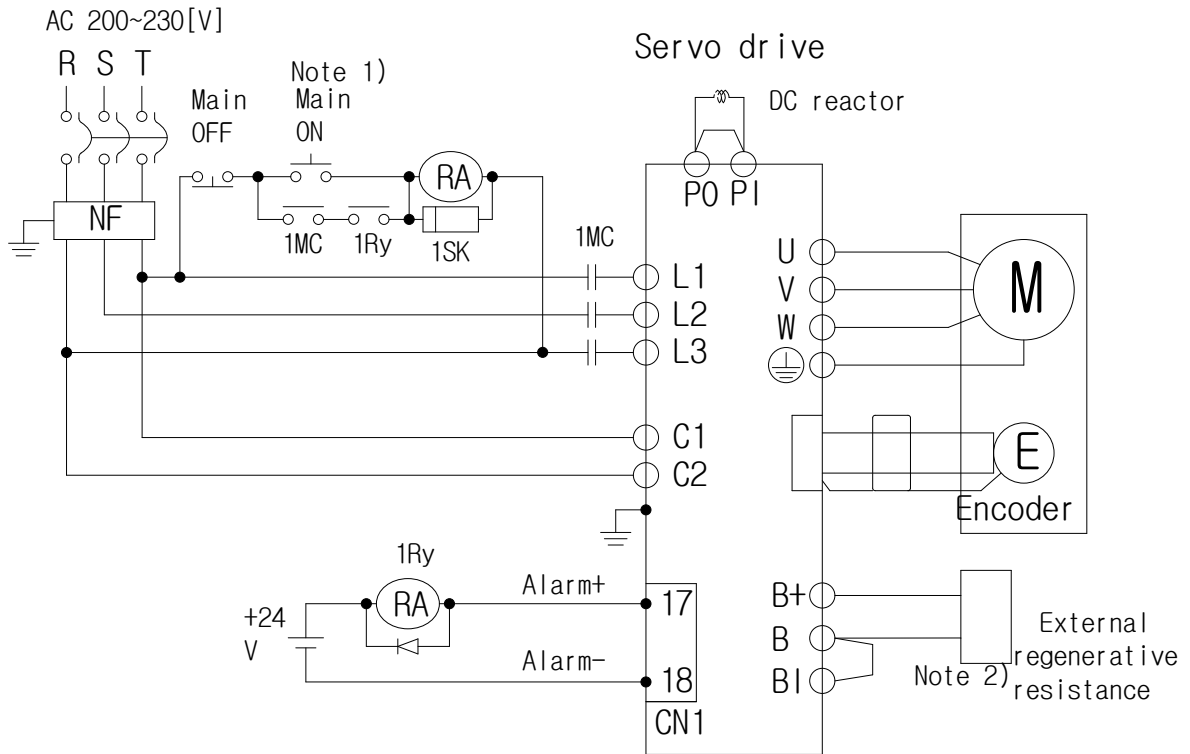 AC 200~230[V]
R S T
Servo drive
Note 1)
Main
OFF
Main
ON
DC reactor
RA
PO PI
NF
1MC 1Ry 1SK
1MC
U
V
W
M
L1
L2
L3
C1
C2
E
Encoder
1Ry
RA
+24
V
Alarm+
Alarm-
17
18
CN1
B+
B
BI
Note 2)
External
regenerative
resistance